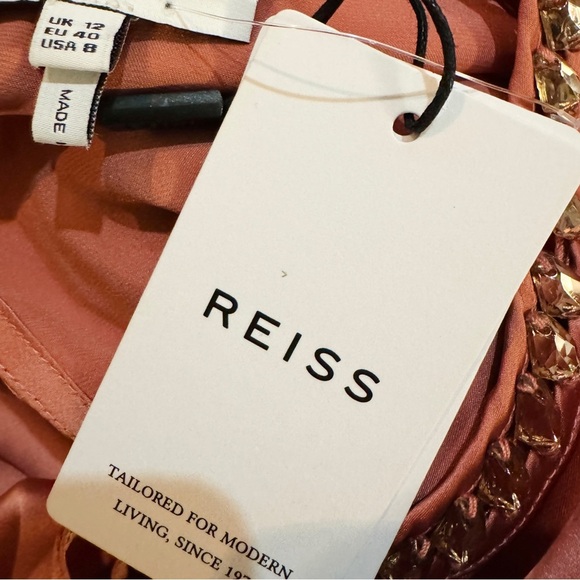 UK 12
EU 40
USA 8
MADE
REISS
TAILORED FOR MODERN
LIVING, SINCE